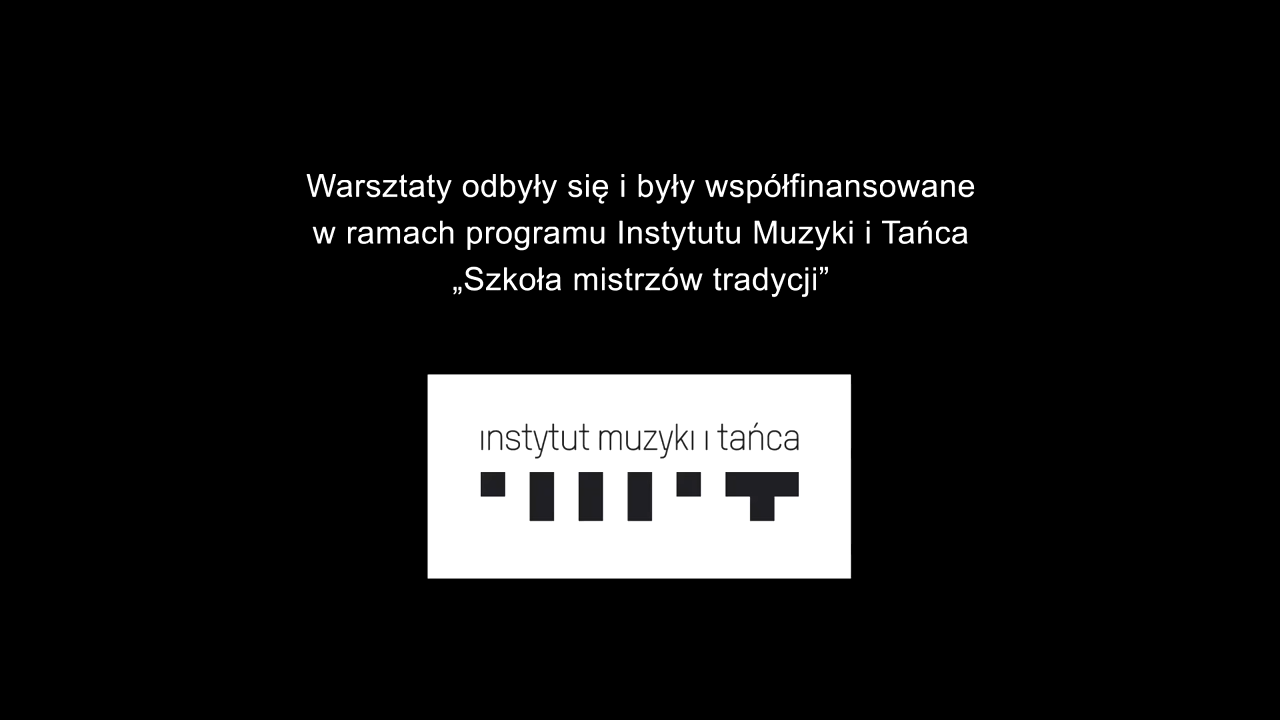 Warsztaty odbyły się i były współfinansowane
w ramach programu Instytutu Muzyki i Tańca
„Szkoła mistrzów tradycji”
instytut muzyki i tańca